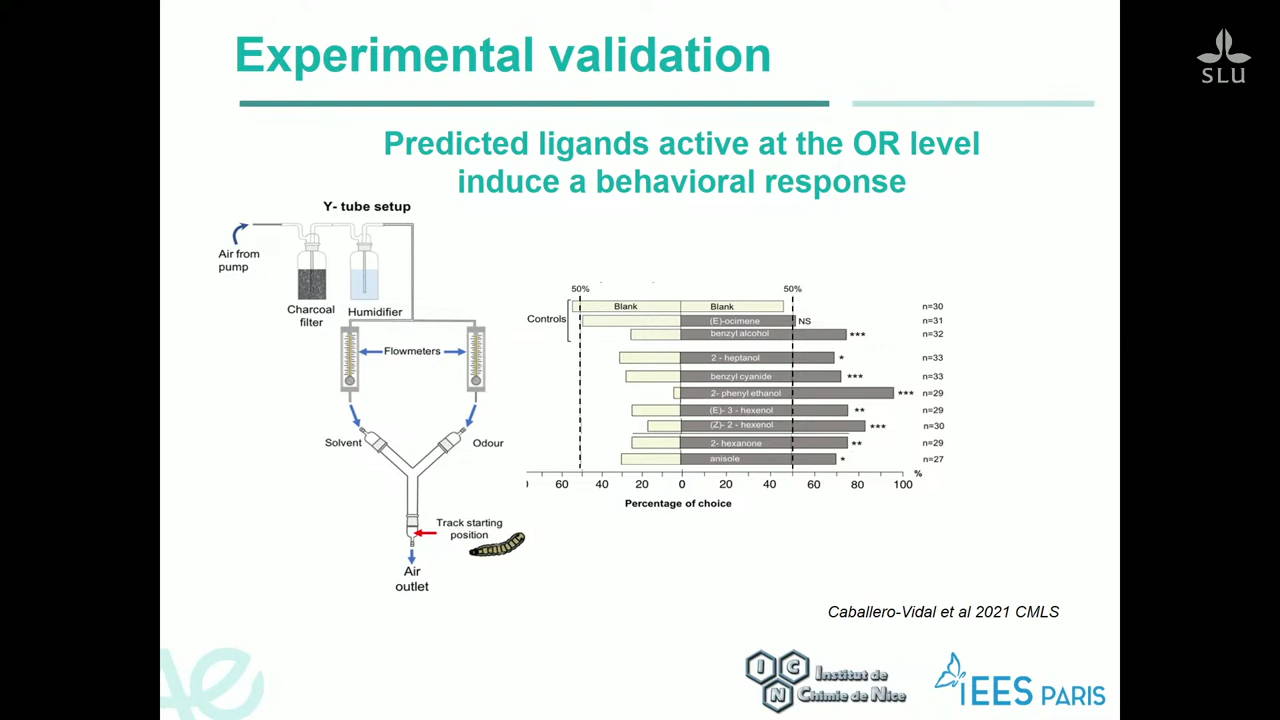 Experimental validation
SLU
Predicted ligands active at the OR level
induce a behavioral response
Y- tube setup
Air from
pump
Charcoal
filter
Humidifier
Flowmeters
Solvent
Odour
Track starting
position
Air
outlet
50%
50%
Controls
Blank
Blank
n=30
(E)-ocimene
NS
n=31
benzyl alcohol
***
n=32
2 - heptanol
*
n=33
benzyl cyanide
***
n=33
2- phenyl ethanol
***
n=29
(E)- 3 - hexenol
**
n=29
(Z)- 2 - hexenol
***
n=30
2- hexanone
**
n=29
anisole
*
n=27
%
60 40 20 0 20 40 60 80 100
Percentage of choice
Caballero-Vidal et al 2021 CMLS
ICN
Institut de
Chimie de Nice
iEES PARIS